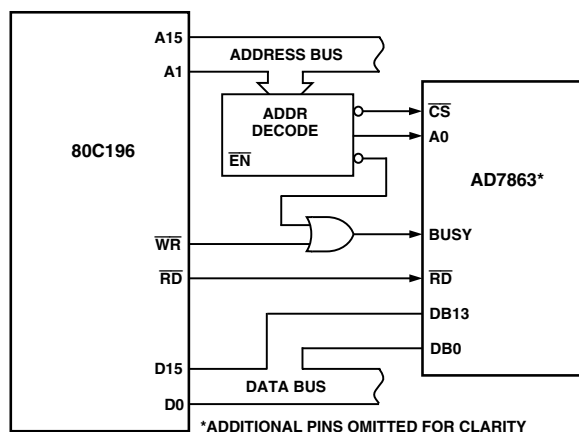 A15
ADDRESS BUS
A1
ADDR
DECODE
EN
CS
A0
80C196
AD7863*
BUSY
WR
RD
RD
DB13
DB0
D15
DATA BUS
D0
*ADDITIONAL PINS OMITTED FOR CLARITY